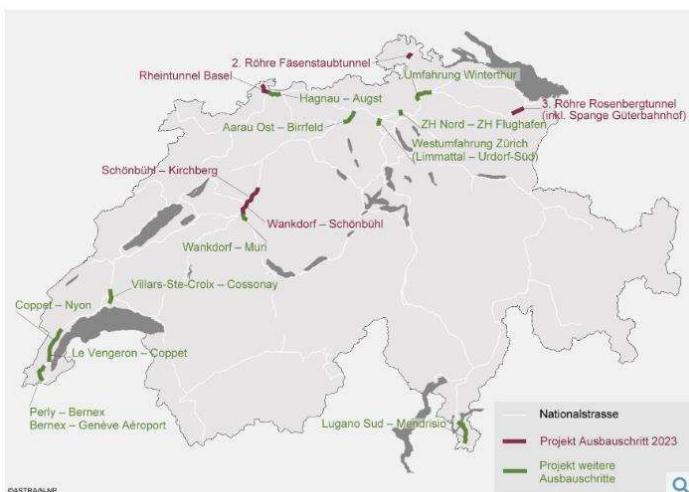 2. Röhre Fäsenstaubtunnel
Rheintunnel Basel
Umfahrung Winterthur
Hagnau – Augst
3. Röhre Rosenbergtunnel
(inkl. Spange Güterbahnhof)
Aarau Ost – Birrfeld
ZH Nord – ZH Flughafen
Westumfahrung Zürich
(Limmattal - Urdorf-Süd)
Schönbühl – Kirchberg
Wankdorf – Schönbühl
Wankdorf – Muri
Villars-Ste-Croix – Cossonay
Coppet – Nyon
Le Vengeron – Coppet
Perly – Bernex
Bernex – Genève Aéroport
Lugano Sud – Mendrisio
Nationalstrasse
Projekt Ausbauschritt 2023
Projekt weitere
Ausbauschritte
©ASTRA/N-NP